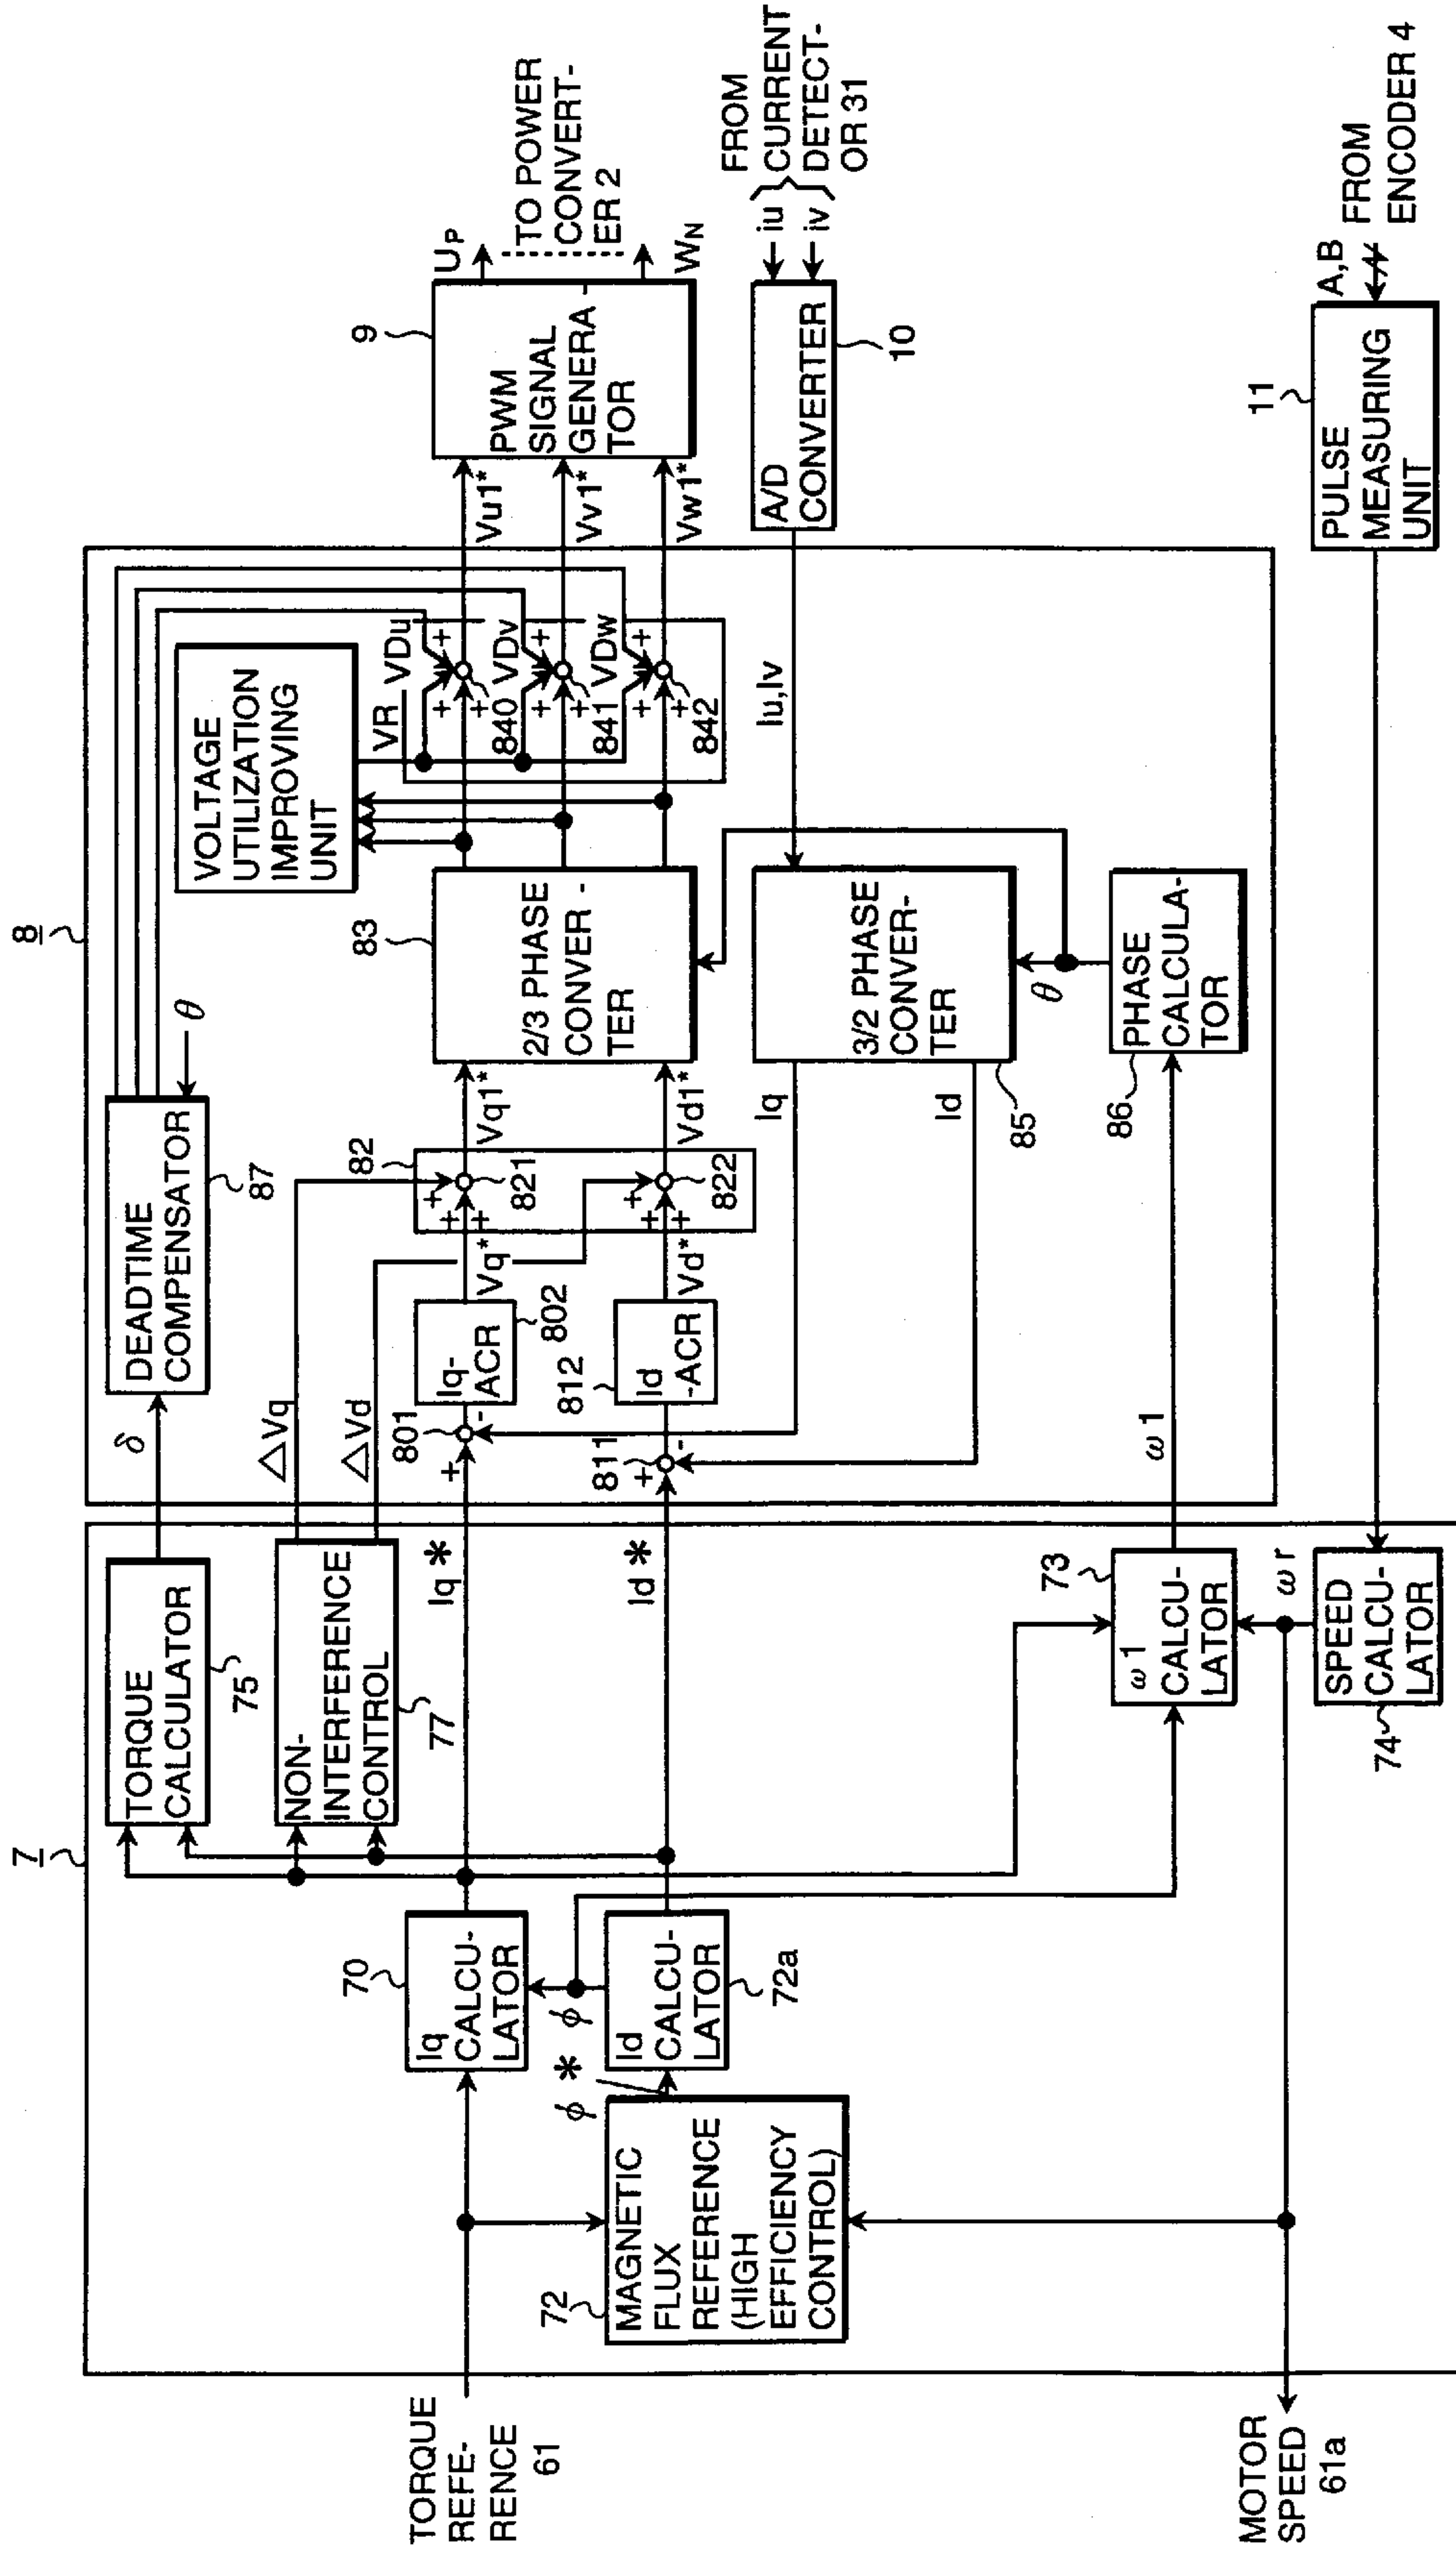 7
8
TORQUE
REFE-
RENCE
61
MOTOR
SPEED
61a
72
MAGNETIC
FLUX
REFERENCE
(HIGH
EFFICIENCY
CONTROL)
ϕ *
ϕ
70
Iq
CALCU-
LATOR
Id
CALCU-
LATOR
72a
TORQUE
CALCULATOR
75
NON-
INTERFERENCE
CONTROL
77
Iq *
Id *
73
ω 1
CALCU-
LATOR
ω r
SPEED
CALCU-
LATOR
74
δ
△Vq
△Vd
DEADTIME
COMPENSATOR
87
θ
801
+
-
Iq-
ACR
802
811
+
-
812
Id
-ACR
Vq*
Vd*
82
+
+
+
821
+
+
+
822
Vq1*
Vd1*
83
2/3 PHASE
CONVER -
TER
Iq
Id
3/2 PHASE
CONVER-
TER
85
θ
ω 1
86
PHASE
CALCULA-
TOR
VOLTAGE
UTILIZATION
IMPROVING
UNIT
VR
VDu
VDv
VDw
+
+
+
840
+
+
+
841
+
+
+
842
Iu,Iv
Vu1*
Vv1*
Vw1*
9
PWM
SIGNAL
GENERA -
TOR
UP
WN
TO POWER
CONVERT-
ER 2
A/D
CONVERTER
10
iu
iv
FROM
CURRENT
DETECT-
OR 31
11
PULSE
MEASURING
UNIT
A,B
FROM
ENCODER 4